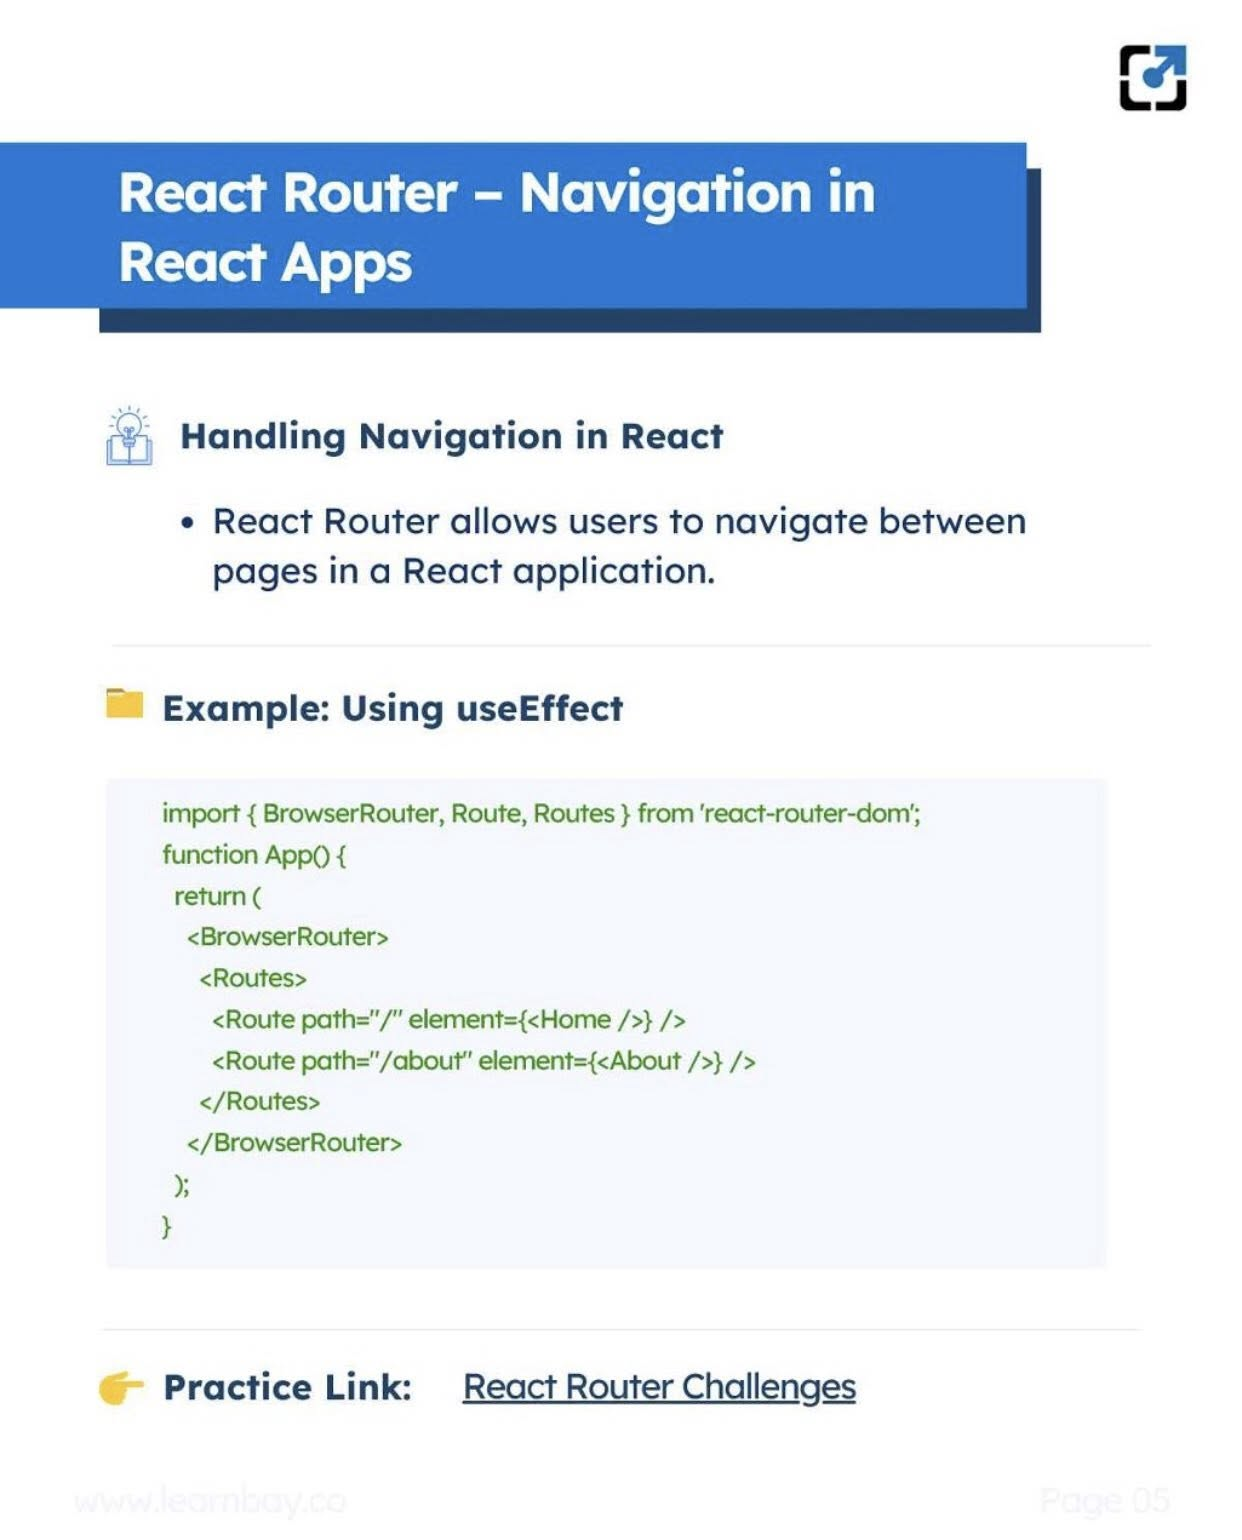 React Router – Navigation in
React Apps
Handling Navigation in React
• React Router allows users to navigate between
pages in a React application.
Example: Using useEffect
import { BrowserRouter, Route, Routes } from 'react-router-dom';
function App() {
  return (
    <BrowserRouter>
      <Routes>
        <Route path="/" element={<Home />} />
        <Route path="/about" element={<About />} />
      </Routes>
    </BrowserRouter>
  );
}
Practice Link: React Router Challenges
www.learnbay.co Page 05